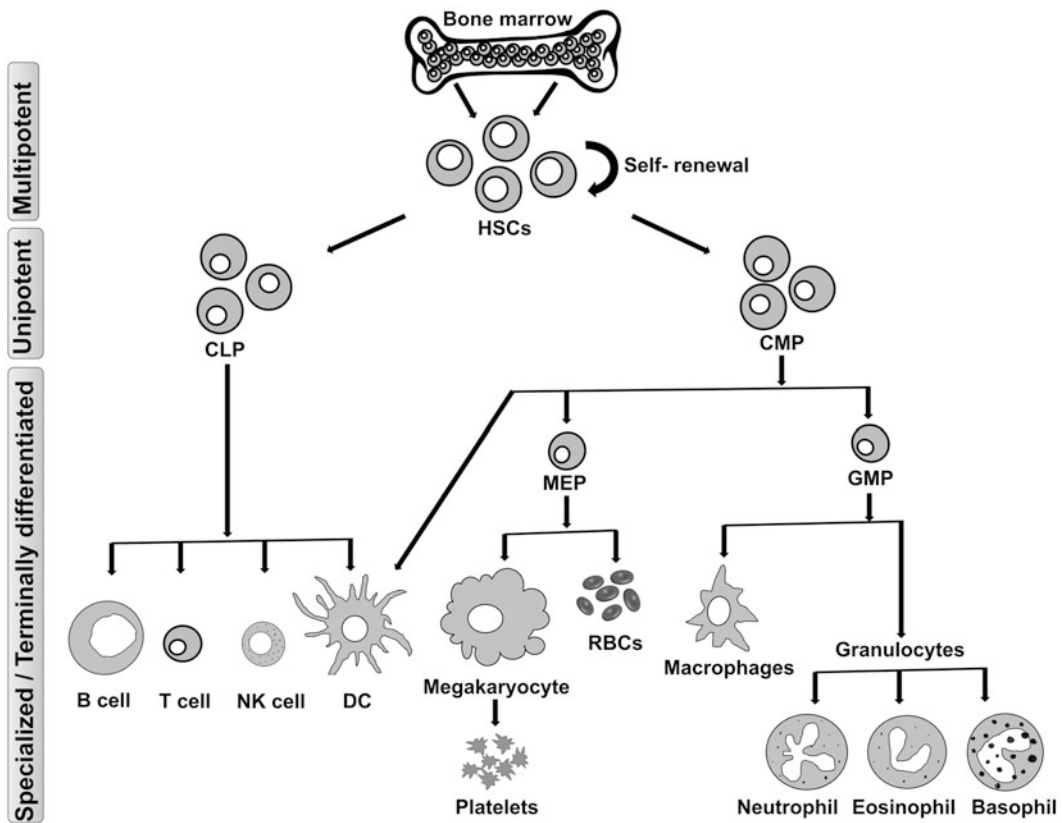 Bone marrow
Multipotent
Self- renewal
HSCs
Unipotent
CLP
CMP
Specialized / Terminally differentiated
MEP
GMP
B cell
T cell
NK cell
DC
Megakaryocyte
RBCs
Macrophages
Granulocytes
Platelets
Neutrophil
Eosinophil
Basophil